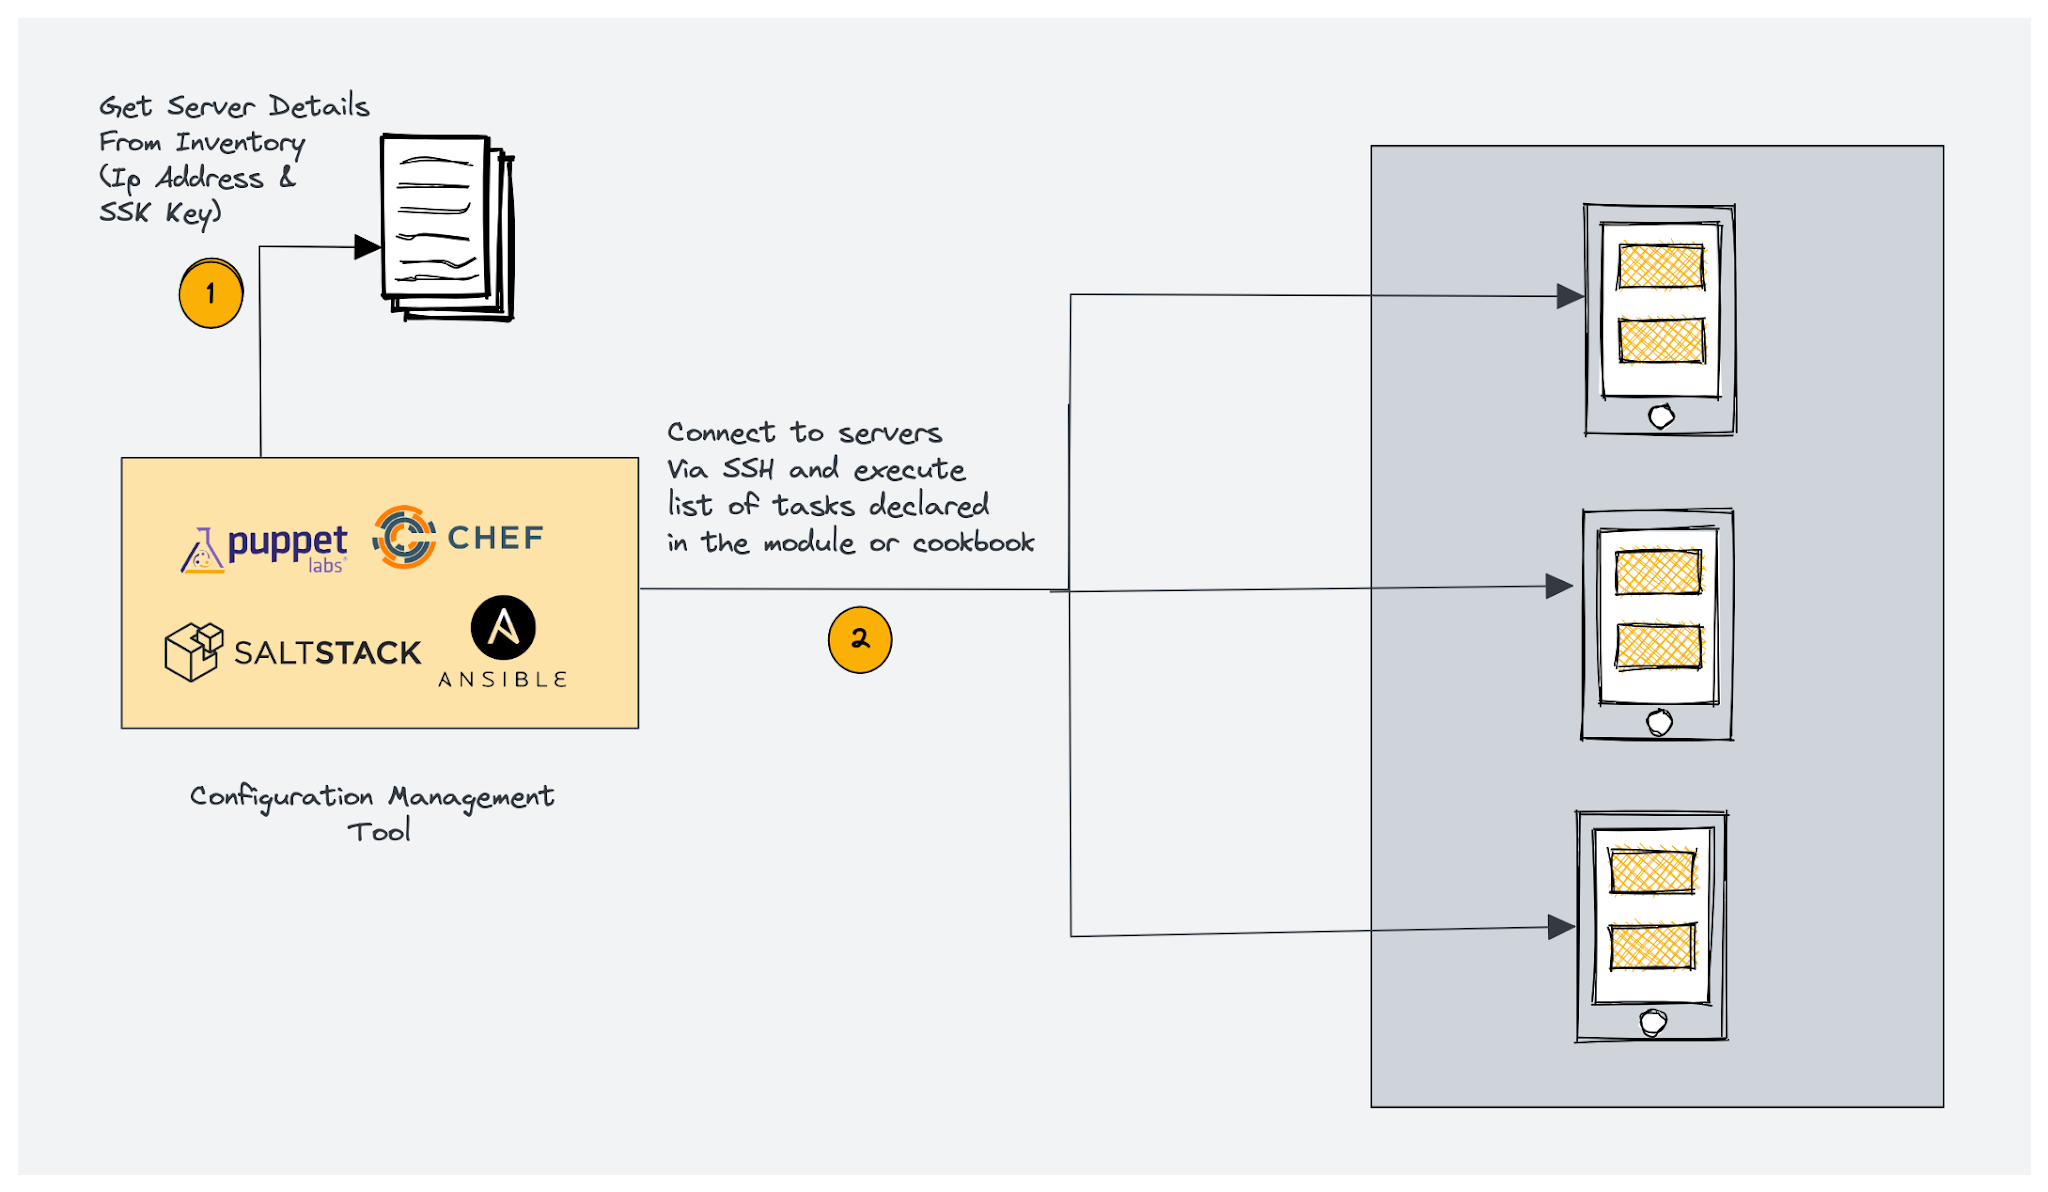 Get Server Details
From Inventory
(Ip Address &
SSK Key)
1
puppet
labs
CHEF
SALTSTACK
ANSIBLE
Configuration Management
Tool
Connect to servers
Via SSH and execute
list of tasks declared
in the module or cookbook
2